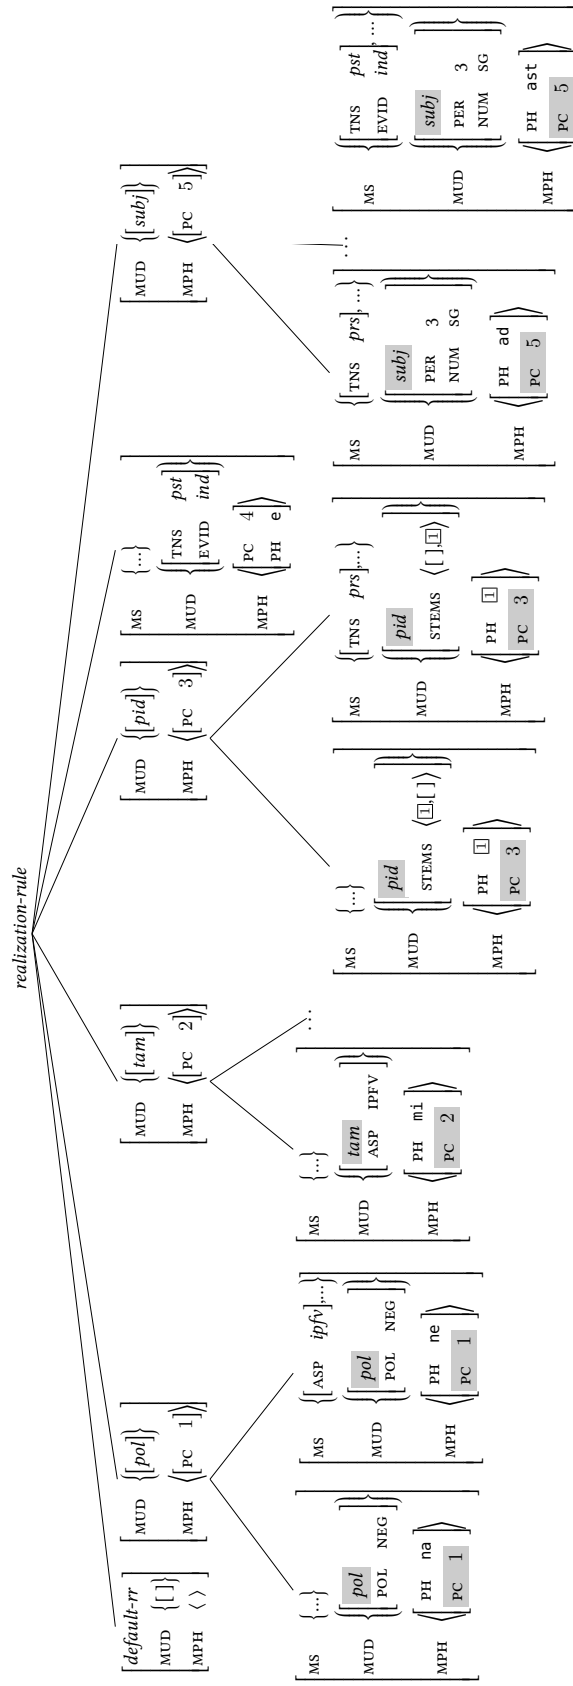 realization-rule
default-rr
MUD {[ ]}
MPH ⟨ ⟩
MUD {[pol]}
MPH ⟨[PC 1]⟩
MUD {[tam]}
MPH ⟨[PC 2]⟩
MUD {[pid]}
MPH ⟨[PC 3]⟩
MS {…}
MUD {[TNS pst
EVID ind]}
MPH ⟨[PC 4
PH e]⟩
MUD {[subj]}
MPH ⟨[PC 5]⟩
MS {…}
MUD {[pol
POL NEG]}
MPH ⟨[PH na
PC 1]⟩
MS {[ASP ipfv],…}
MUD {[pol
POL NEG]}
MPH ⟨[PH ne
PC 1]⟩
MS {…}
MUD {[tam
ASP IPFV]}
MPH ⟨[PH mi
PC 2]⟩
…
MS {…}
MUD {[pid
STEMS ⟨1,[ ]⟩]}
MPH ⟨[PH 1
PC 3]⟩
MS {[TNS prs],…}
MUD {[pid
STEMS ⟨[ ],1⟩]}
MPH ⟨[PH 1
PC 3]⟩
MS {[TNS prs],…}
MUD {[subj
PER 3
NUM SG]}
MPH ⟨[PH ad
PC 5]⟩
…
MS {[TNS pst
EVID ind],…}
MUD {[subj
PER 3
NUM SG]}
MPH ⟨[PH ast
PC 5]⟩